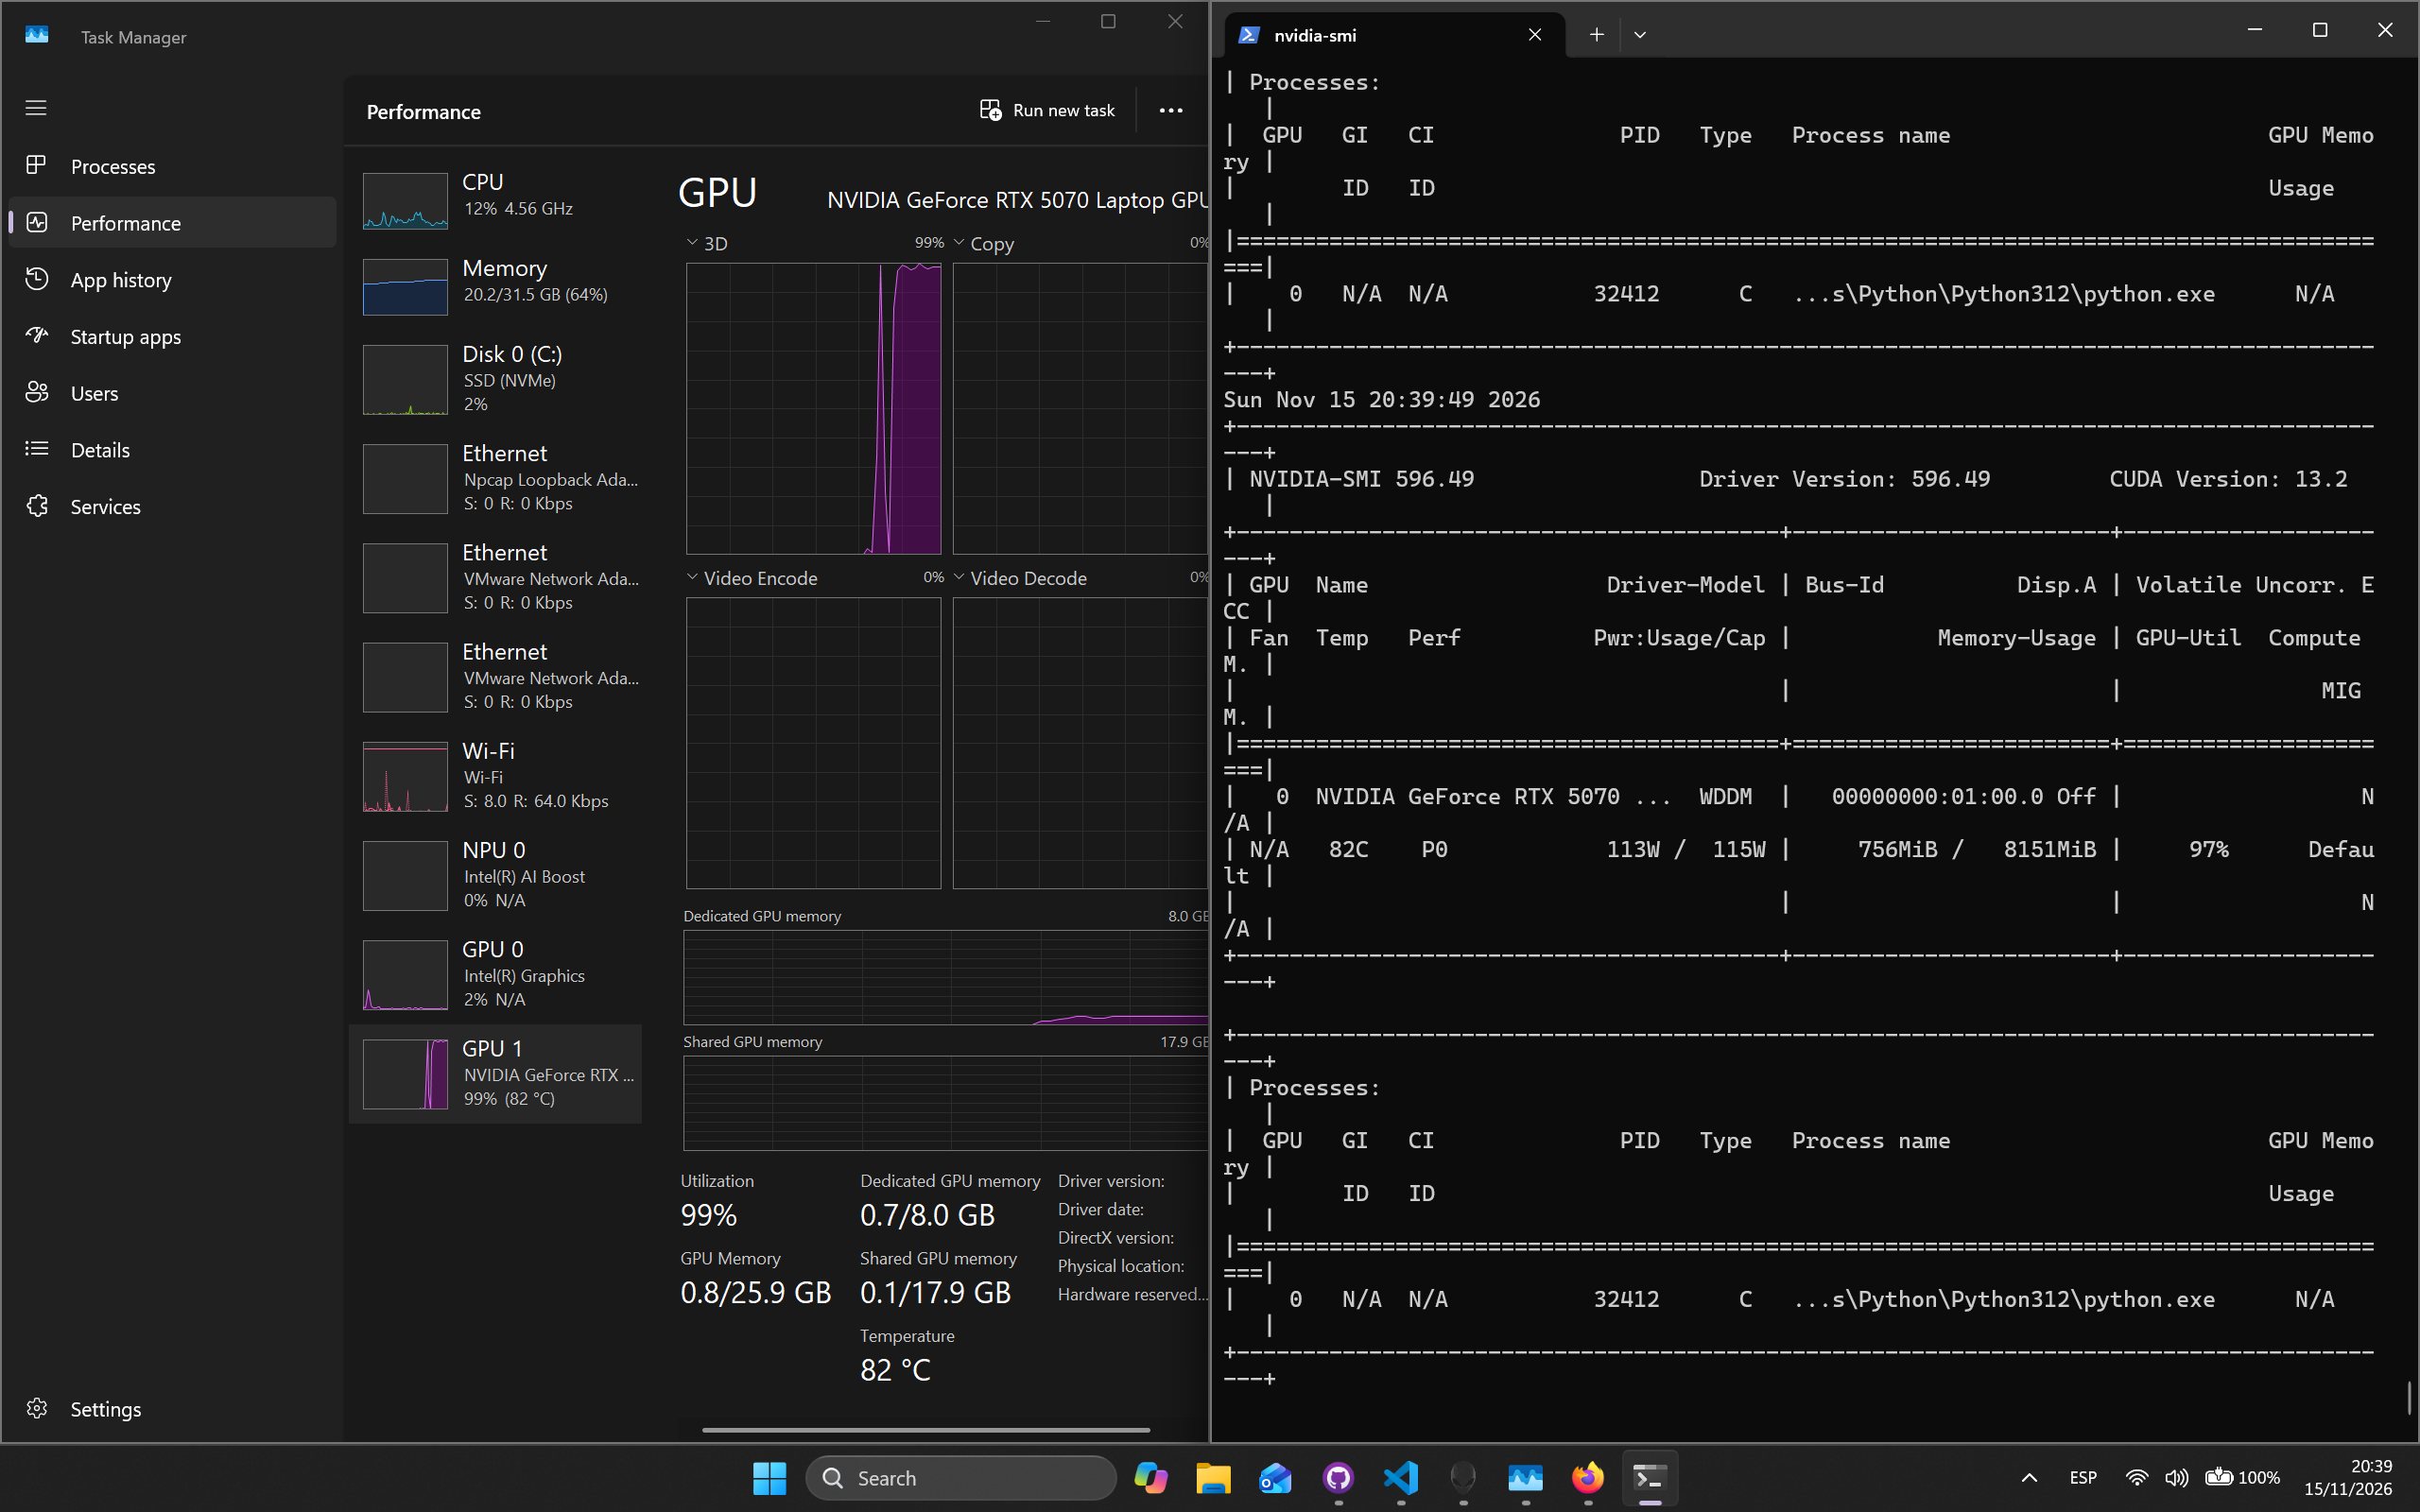 Task Manager
Processes
Performance
App history
Startup apps
Users
Details
Services
Settings
Performance
Run new task
CPU
12% 4.56 GHz
Memory
20.2/31.5 GB (64%)
Disk 0 (C:)
SSD (NVMe)
2%
Ethernet
Npcap Loopback Ada...
S: 0 R: 0 Kbps
Ethernet
VMware Network Ada...
S: 0 R: 0 Kbps
Ethernet
VMware Network Ada...
S: 0 R: 0 Kbps
Wi-Fi
Wi-Fi
S: 8.0 R: 64.0 Kbps
NPU 0
Intel(R) AI Boost
0% N/A
GPU 0
Intel(R) Graphics
2% N/A
GPU 1
NVIDIA GeForce RTX ...
99% (82 °C)
GPU NVIDIA GeForce RTX 5070 Laptop GPU
3D 99% Copy 0%
Video Encode 0% Video Decode 0%
Dedicated GPU memory 8.0 GB
Shared GPU memory 17.9 GB
Utilization
99%
GPU Memory
0.8/25.9 GB
Dedicated GPU memory
0.7/8.0 GB
Shared GPU memory
0.1/17.9 GB
Temperature
82 °C
Driver version:
Driver date:
DirectX version:
Physical location:
Hardware reserved...
nvidia-smi
| Processes:
|
| GPU GI CI PID Type Process name GPU Memo
ry |
| ID ID Usage
|
|======================================================================================
===|
| 0 N/A N/A 32412 C ...s\Python\Python312\python.exe N/A
|
+--------------------------------------------------------------------------------------
---+
Sun Nov 15 20:39:49 2026
+--------------------------------------------------------------------------------------
---+
| NVIDIA-SMI 596.49 Driver Version: 596.49 CUDA Version: 13.2
|
+-----------------------------------------+------------------------+-------------------
---+
| GPU Name Driver-Model | Bus-Id Disp.A | Volatile Uncorr. E
CC |
| Fan Temp Perf Pwr:Usage/Cap | Memory-Usage | GPU-Util Compute
M. |
| | | MIG
M. |
|=========================================+========================+===================
===|
| 0 NVIDIA GeForce RTX 5070 ... WDDM | 00000000:01:00.0 Off | N
/A |
| N/A 82C P0 113W / 115W | 756MiB / 8151MiB | 97% Defau
lt |
| | | N
/A |
+-----------------------------------------+------------------------+-------------------
---+
+--------------------------------------------------------------------------------------
---+
| Processes:
|
| GPU GI CI PID Type Process name GPU Memo
ry |
| ID ID Usage
|
|======================================================================================
===|
| 0 N/A N/A 32412 C ...s\Python\Python312\python.exe N/A
|
+--------------------------------------------------------------------------------------
---+
Search
ESP
100%
20:39
15/11/2026